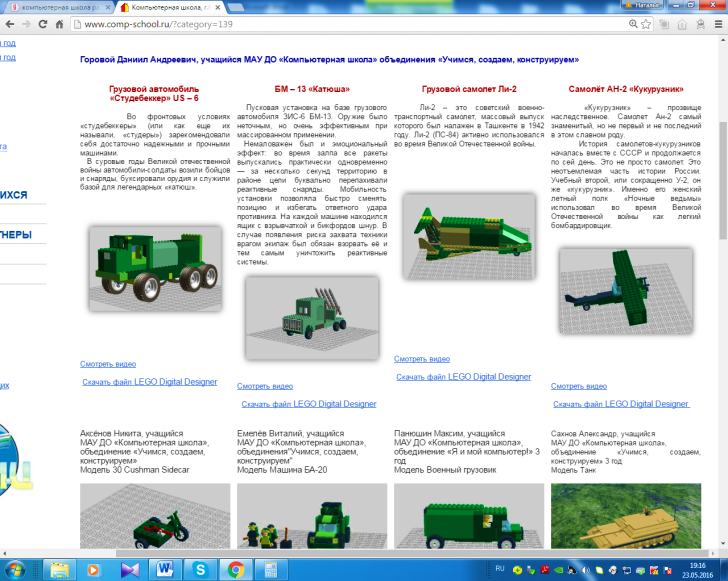 компьютерная школа ра
Компьютерная школа, г
Наталья
www.comp-school.ru/?category=139
год
год
та
ИХСЯ
ТНЕРЫ
щих
Горовой Даниил Андреевич, учащийся МАУ ДО «Компьютерная школа» объединения «Учимся, создаем, конструируем»
Грузовой автомобиль
«Студебеккер» US – 6
Во фронтовых условиях
«студебеккеры» (или как еще их
называли, «студеры») зарекомендовали
себя достаточно надежными и прочными
машинами.
В суровые годы Великой отечественной
войны автомобили-солдаты возили бойцов
и снаряды, буксировали орудия и служили
базой для легендарных «катюш».
Смотреть видео
Скачать файл LEGO Digital Designer
БМ – 13 «Катюша»
Пусковая установка на базе грузового
автомобиля ЗИС-6 БМ-13. Оружие было
неточным, но очень эффективным при
массированном применении.
Немаловажен был и эмоциональный
эффект: во время залпа все ракеты
выпускались практически одновременно
— за несколько секунд территорию в
районе цели буквально перепахивали
реактивные снаряды. Мобильность
установки позволяла быстро сменить
позицию и избегать ответного удара
противника. На каждой машине находился
ящик с взрывчаткой и бикфордов шнур. В
случае появления риска захвата техники
врагом экипаж был обязан взорвать её и
тем самым уничтожить реактивные
системы.
Смотреть видео
Скачать файл LEGO Digital Designer
Грузовой самолет Ли-2
Ли-2 – это советский военно-
транспортный самолет, массовый выпуск
которого был налажен в Ташкенте в 1942
году. Ли-2 (ПС-84) активно использовался
во время Великой Отечественной войны.
Смотреть видео
Скачать файл LEGO Digital Designer
Самолёт АН-2 «Кукурузник»
«Кукурузник» – прозвище
наследственное. Самолет Ан-2 самый
знаменитый, но не первый и не последний
в этом славном роду.
История самолетов-кукурузников
началась вместе с СССР и продолжается
по сей день. Это не просто самолет. Это
неотъемлемая часть истории России.
Учебный второй, или сокращенно У-2, он
же «кукурузник». Именно его женский
летный полк «Ночные ведьмы»
использовал во время Великой
Отечественной войны как легкий
бомбардировщик.
Смотреть видео
Скачать файл LEGO Digital Designer
Аксёнов Никита, учащийся
МАУ ДО «Компьютерная школа»,
объединение «Учимся, создаем,
конструируем»
Модель 30 Cushman Sidecar
Емелёв Виталий, учащийся
МАУ ДО «Компьютерная школа»,
объединения"Учимся, создаем,
конструируем"
Модель Машина БА-20
Панюшин Максим, учащийся
МАУ ДО «Компьютерная школа»,
объединение «Я и мой компьютер!» 3
год
Модель Военный грузовик
Сахнов Александр, учащийся
МАУ ДО «Компьютерная школа»,
объединение «Учимся, создаем,
конструируем» 3 год
Модель Танк
RU
19:16
23.05.2016